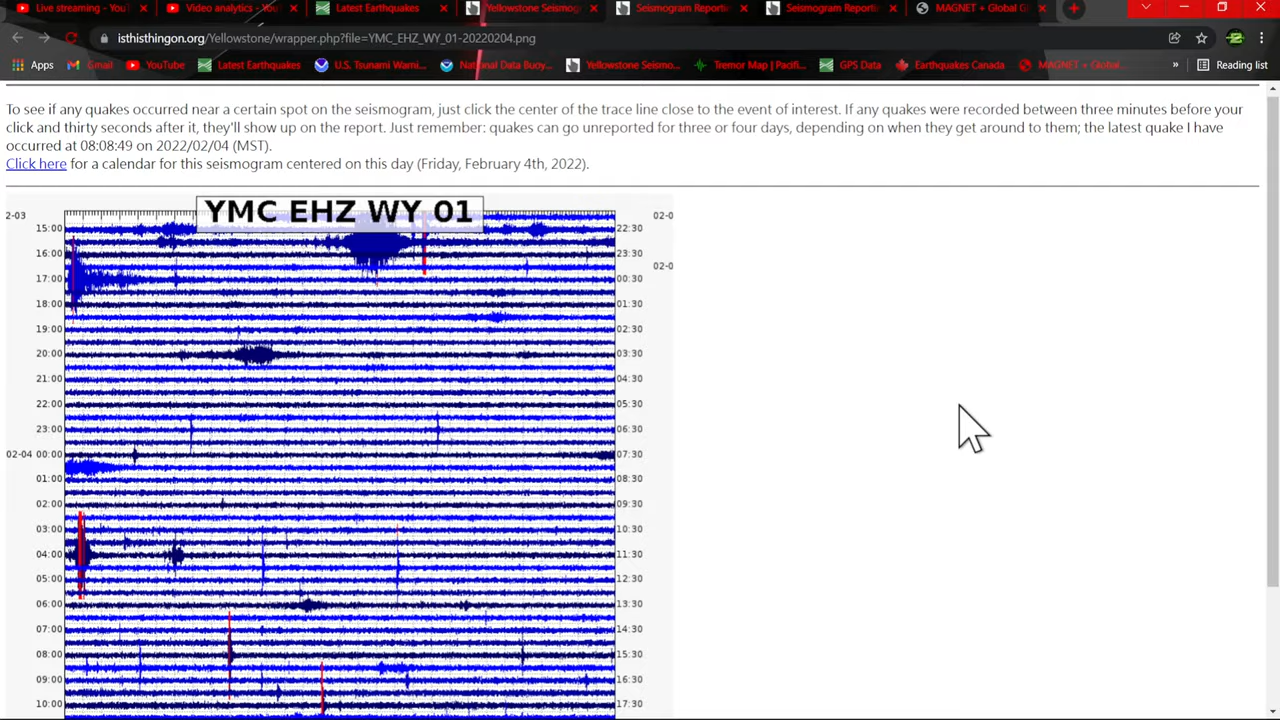 Live streaming - You
Video analytics - You
Latest Earthquakes
Yellowstone Seismog
Seismogram Reportin
Seismogram Reportin
MAGNET + Global G
isthisthingon.org/Yellowstone/wrapper.php?file=YMC_EHZ_WY_01-20220204.png
Apps
Gmail
YouTube
Latest Earthquakes
U.S. Tsunami Warni...
National Data Buoy...
Yellowstone Seismo...
Tremor Map | Pacifi...
GPS Data
Earthquakes Canada
MAGNET + Global...
»
Reading list
To see if any quakes occurred near a certain spot on the seismogram, just click the center of the trace line close to the event of interest. If any quakes were recorded between three minutes before your
click and thirty seconds after it, they'll show up on the report. Just remember: quakes can go unreported for three or four days, depending on when they get around to them; the latest quake I have
occurred at 08:08:49 on 2022/02/04 (MST).
Click here for a calendar for this seismogram centered on this day (Friday, February 4th, 2022).
YMC EHZ WY 01
2-03 02-0
15:00 22:30
16:00 23:30
02-0
17:00 00:30
18:00 01:30
19:00 02:30
20:00 03:30
21:00 04:30
22:00 05:30
23:00 06:30
02-04 00:00 07:30
01:00 08:30
02:00 09:30
03:00 10:30
04:00 11:30
05:00 12:30
06:00 13:30
07:00 14:30
08:00 15:30
09:00 16:30
10:00 17:30